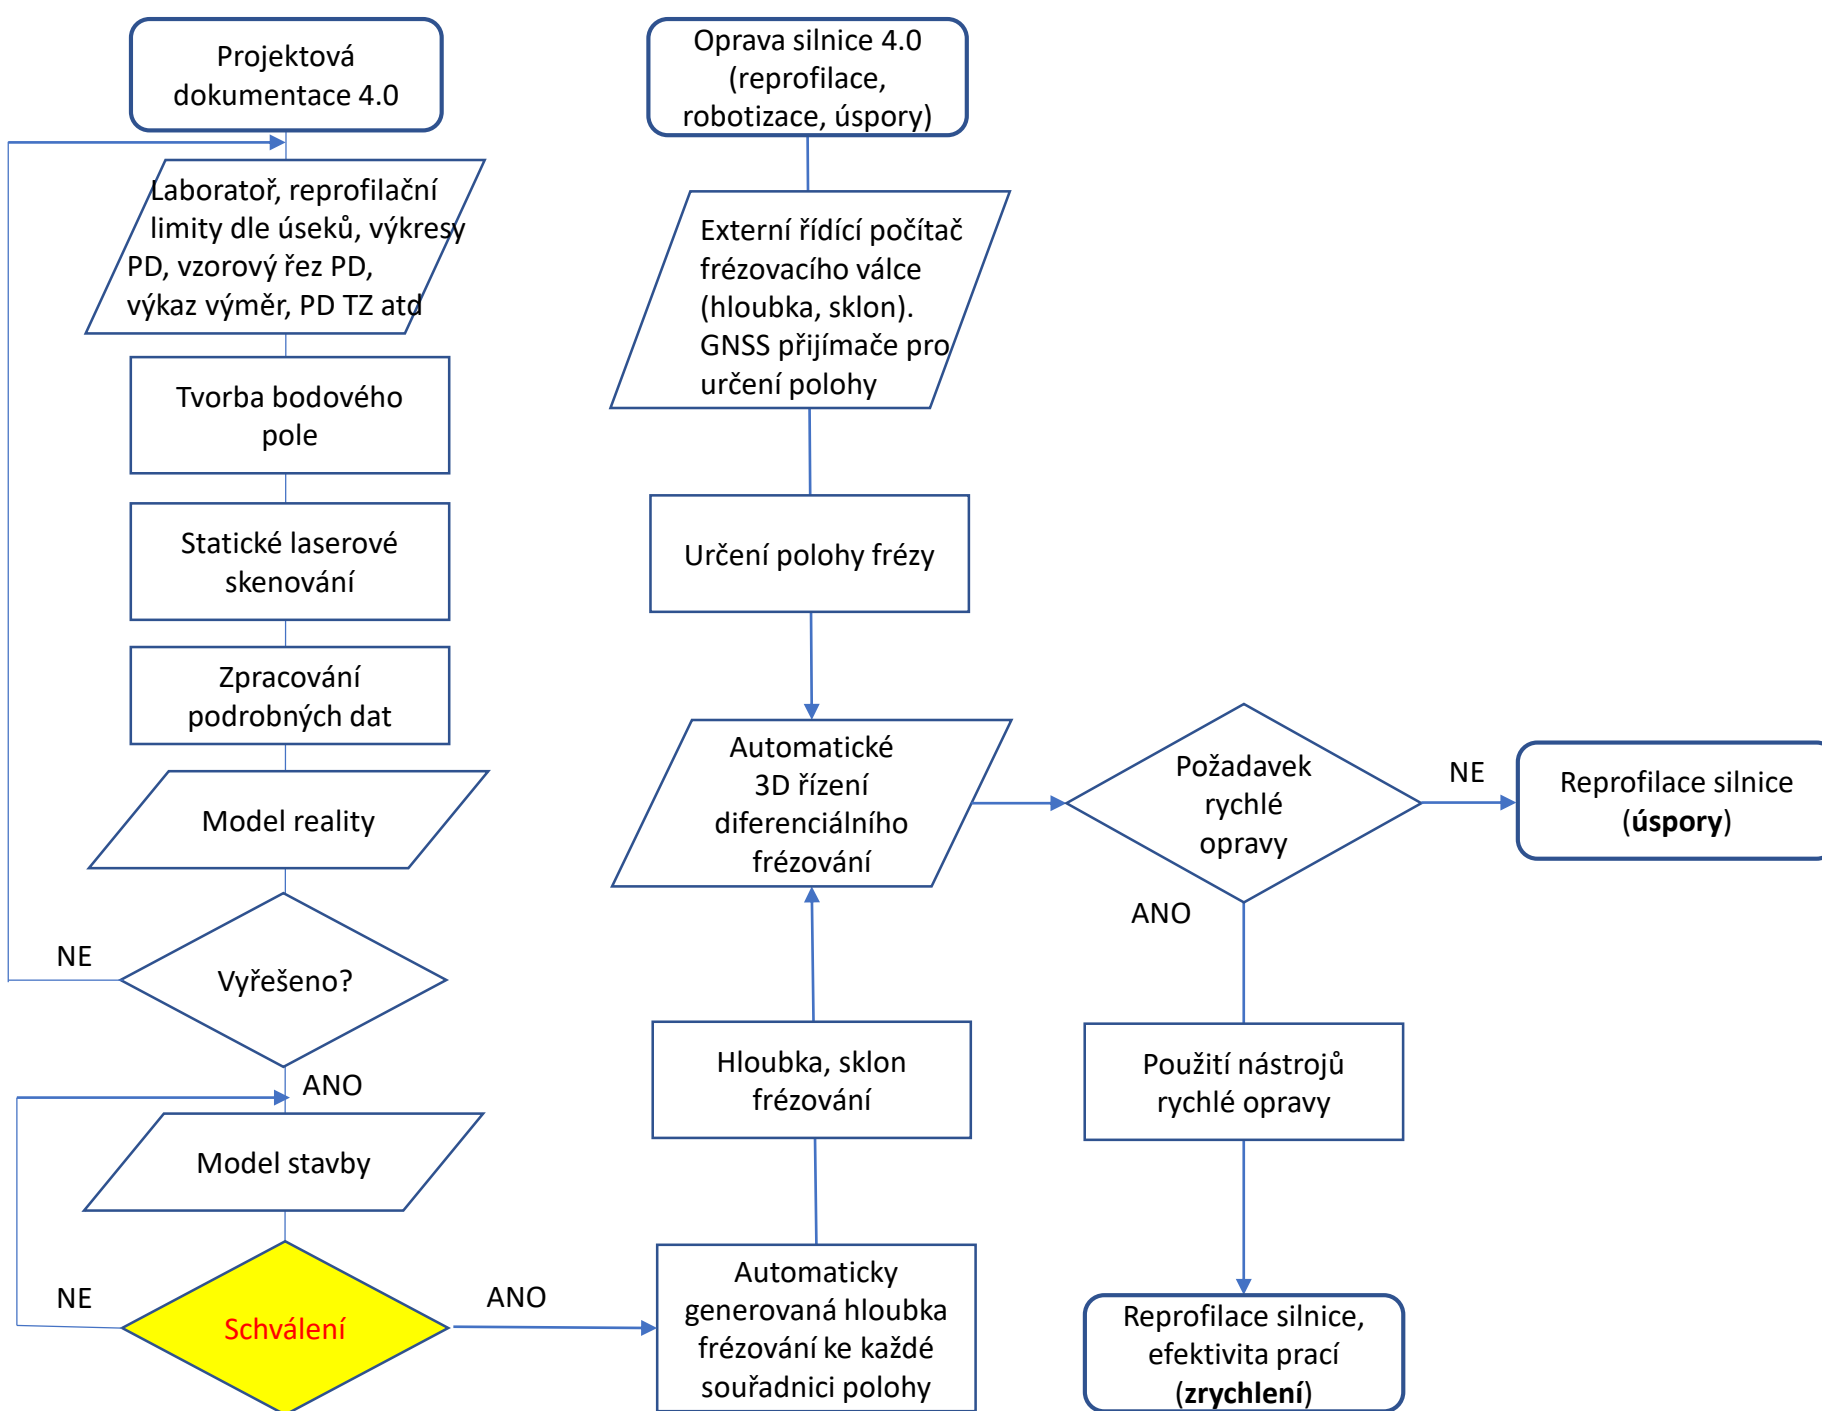 Projektová
dokumentace 4.0
Laboratoř, reprofilační
limity dle úseků, výkresy
PD, vzorový řez PD,
výkaz výměr, PD TZ atd
Tvorba bodového
pole
Statické laserové
skenování
Zpracování
podrobných dat
Model reality
NE
Vyřešeno?
ANO
Model stavby
NE
Schválení
ANO
Oprava silnice 4.0
(reprofilace,
robotizace, úspory)
Externí řídící počítač
frézovacího válce
(hloubka, sklon).
GNSS přijímače pro
určení polohy
Určení polohy frézy
Automatické
3D řízení
diferenciálního
frézování
Hloubka, sklon
frézování
Automaticky
generovaná hloubka
frézování ke každé
souřadnici polohy
Požadavek
rychlé
opravy
NE
Reprofilace silnice
(úspory)
ANO
Použití nástrojů
rychlé opravy
Reprofilace silnice,
efektivita prací
(zrychlení)